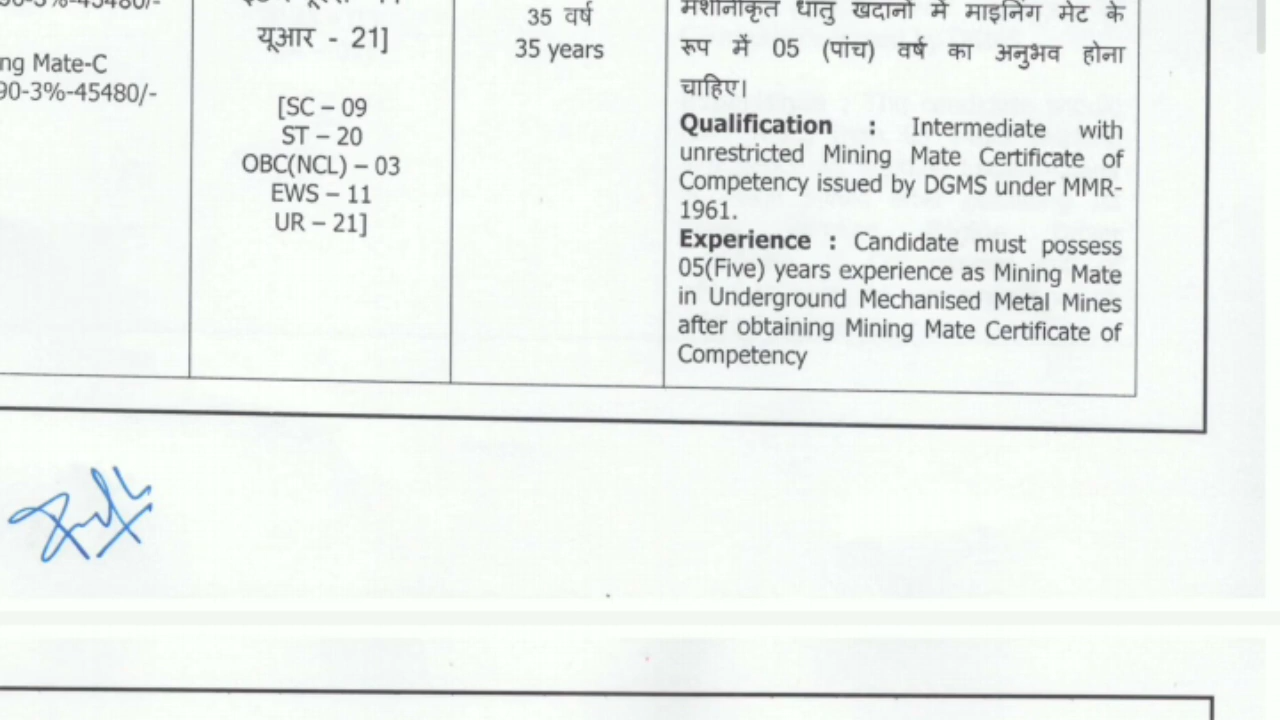 ng Mate-C
90-3%-45480/-
यूआर - 21]
[SC – 09
ST – 20
OBC(NCL) – 03
EWS – 11
UR – 21]
35 वर्ष
35 years
मशीनीकृत धातु खदानों में माइनिंग मेट के
रूप में 05 (पांच) वर्ष का अनुभव होना
चाहिए।
Qualification : Intermediate with
unrestricted Mining Mate Certificate of
Competency issued by DGMS under MMR-
1961.
Experience : Candidate must possess
05(Five) years experience as Mining Mate
in Underground Mechanised Metal Mines
after obtaining Mining Mate Certificate of
Competency